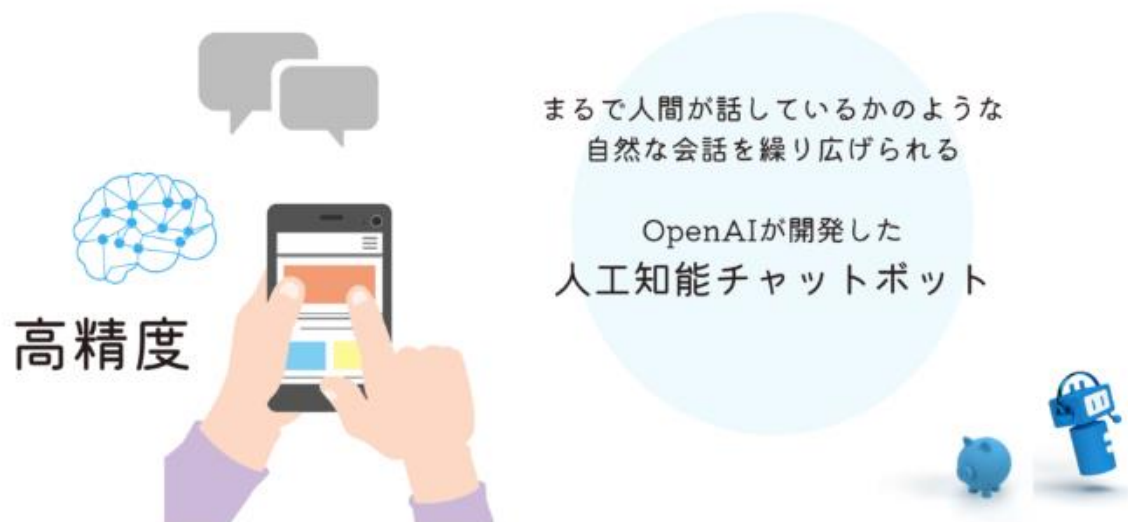 高精度
まるで人間が話しているかのような
自然な会話を繰り広げられる
OpenAIが開発した
人工知能チャットボット